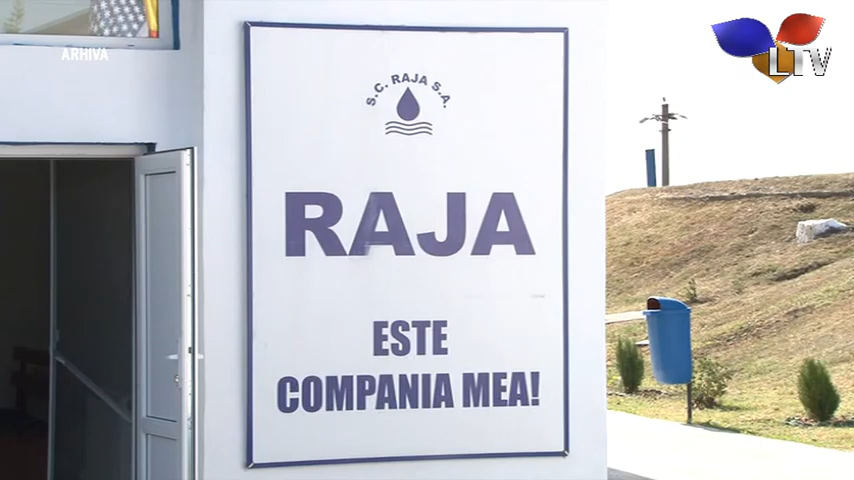 ARHIVA
LTV
S.C. RAJA S.A.
RAJA
ESTE
COMPANIA MEA!